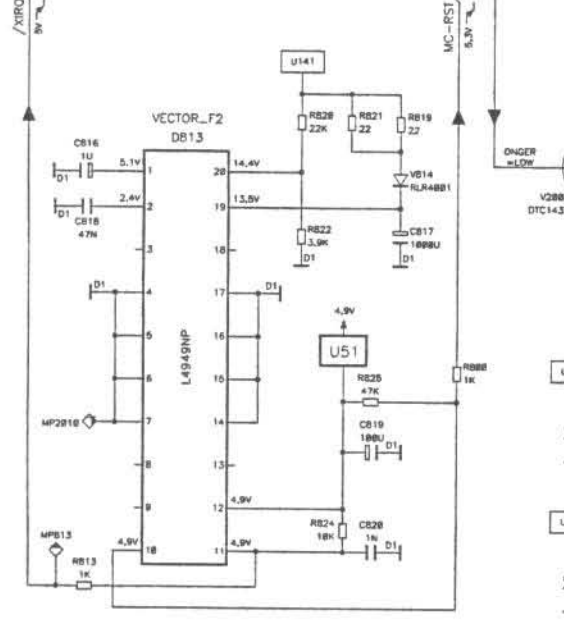 /XIRQ
5V
MC-RST
5,3V
U141
VECTOR_F2
D813
C816
1U
5,1V
D1
1
2,4V
D1
2
C818
47N
3
D1
4
5
6
MP2010
7
8
9
4,9V
10
L4949NP
20
14,4V
19
13,5V
18
17
D1
16
15
14
13
12
4,9V
11
4,9V
R820
22K
R821
22
R819
22
V814
RLR4001
R822
3,9K
D1
C817
1000U
D1
ONGER
=LOW
V200
DTC143
4,9V
U51
R825
47K
R800
1K
C819
100U
D1
R824
10K
C820
1N
D1
MP813
R813
1K